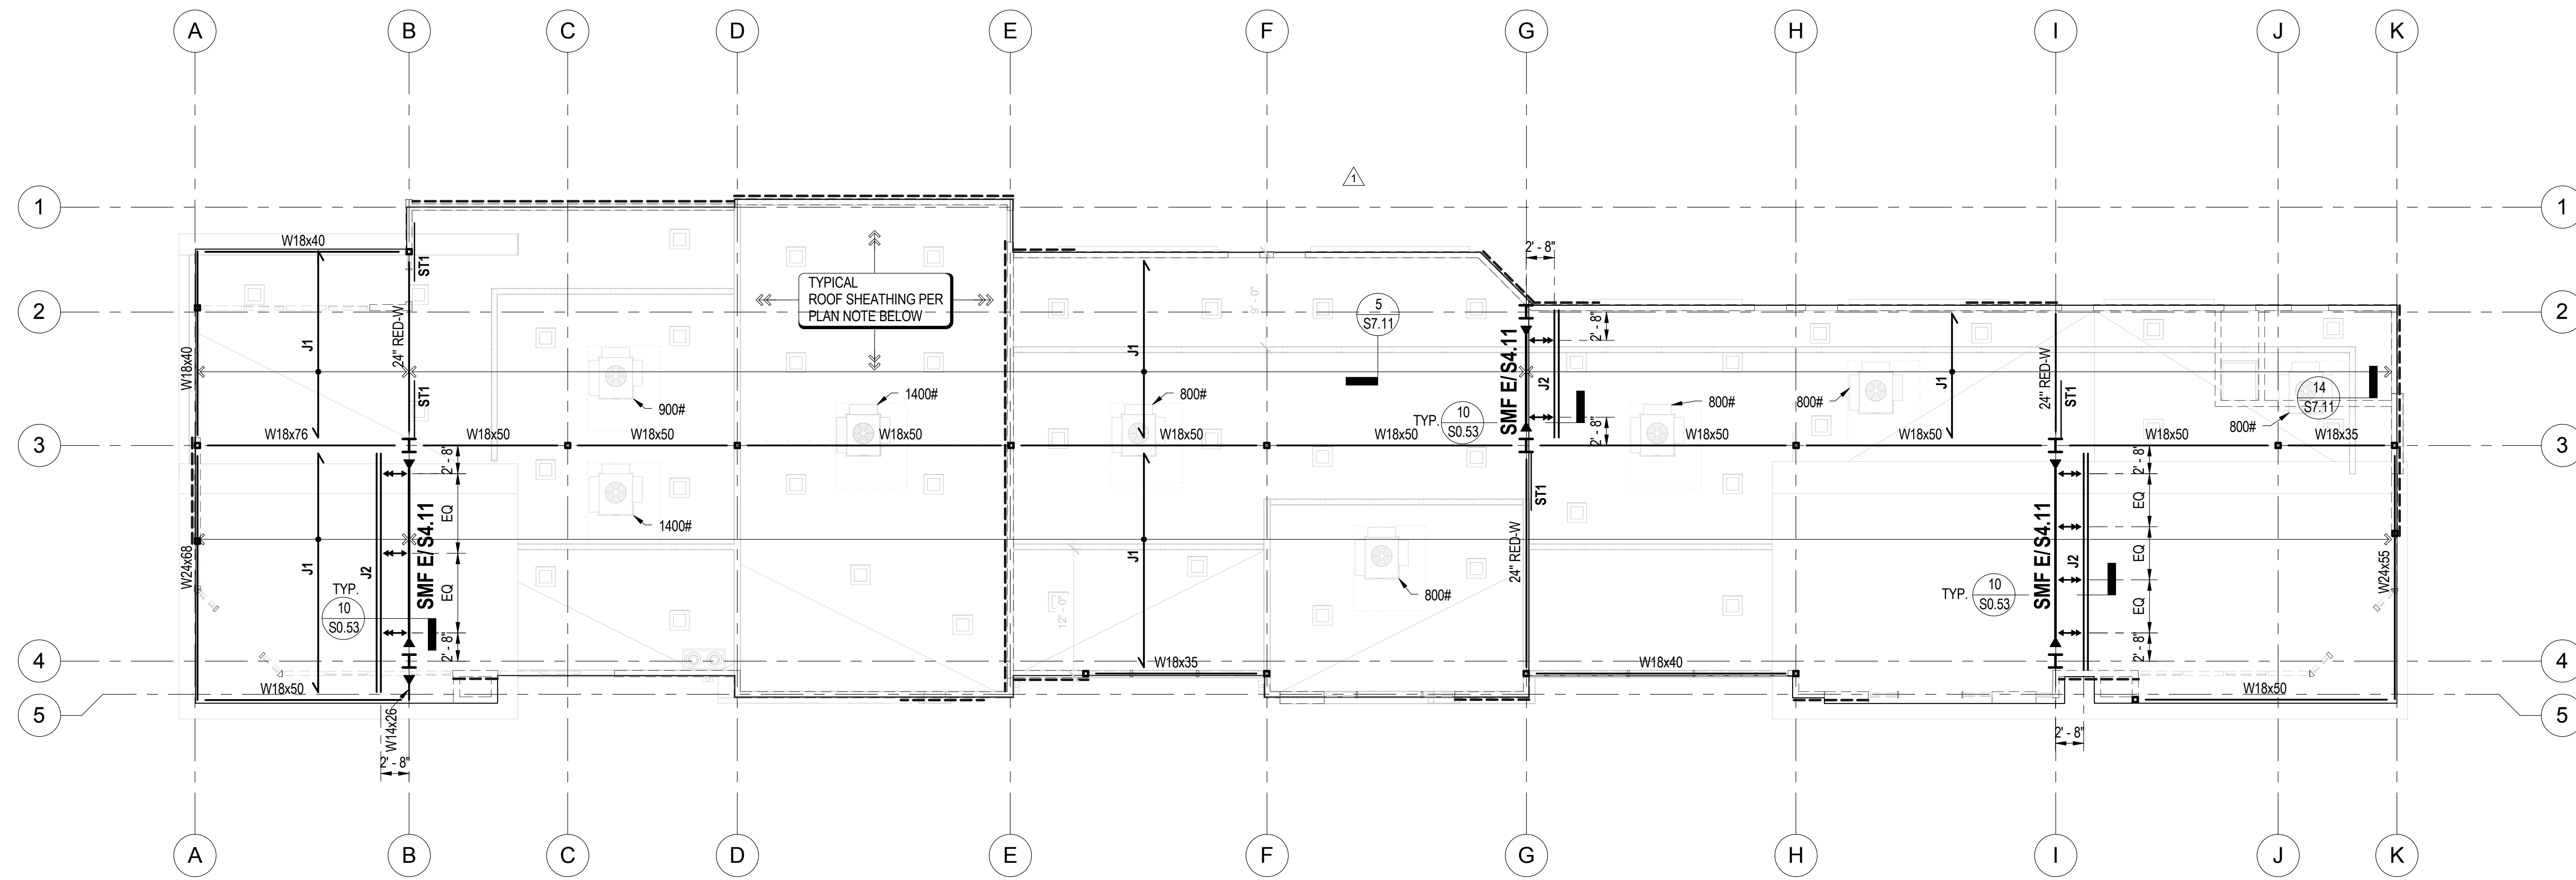 A B C D E F G H I J K
1
1
1
W18x40
2' - 8"
ST1
TYPICAL
ROOF SHEATHING PER
PLAN NOTE BELOW
9' - 0"
5
S7.11
2
2
W18x40
J1
24" RED-W
ST1
900#
1400#
J1
800#
SMF E/S4.11
J2
2' - 8"
2' - 8"
TYP.
10
S0.53
800#
800#
J1
24" RED-W
ST1
14
S7.11
800#
3
W18x76
W18x50
W18x50
W18x50
W18x50
W18x50
W18x50
W18x50
W18x50
W18x35
3
2' - 8"
EQ
EQ
2' - 8"
SMF E/S4.11
J2
J1
W24x68
TYP.
10
S0.53
1400#
J1
12' - 0"
800#
ST1
24" RED-W
TYP.
10
S0.53
SMF E/S4.11
J2
2' - 8"
EQ
EQ
EQ
2' - 8"
W24x55
4
W18x35
W18x40
4
5
W18x50
W14x26
2' - 8"
W18x50
2' - 8"
5
A B C D E F G H I J K